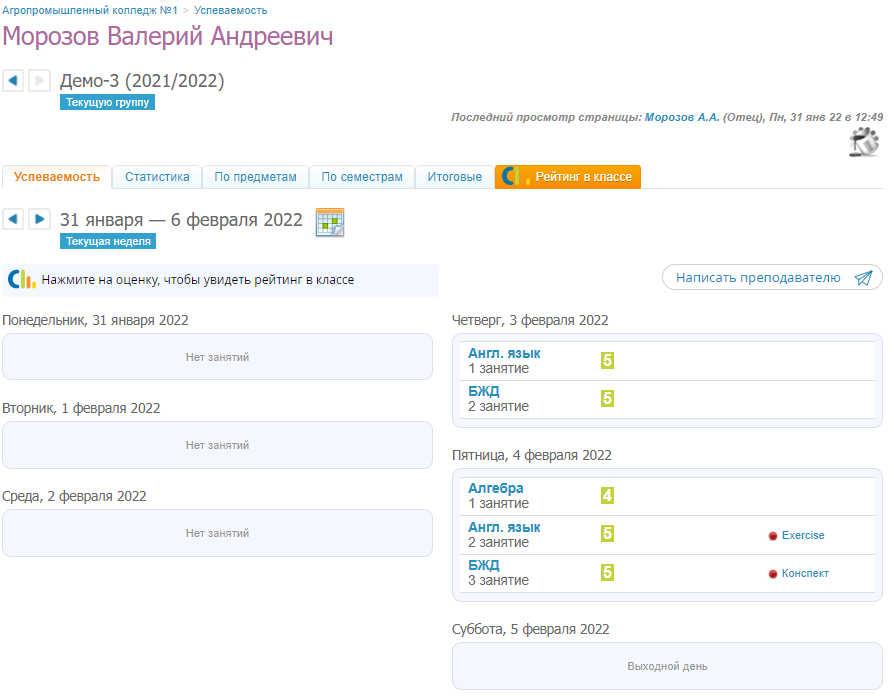 Агропромышленный колледж №1 > Успеваемость
Морозов Валерий Андреевич
Демо-3 (2021/2022)
Текущую группу
Последний просмотр страницы: Морозов А.А. (Отец), Пн, 31 янв 22 в 12:49
Успеваемость Статистика По предметам По семестрам Итоговые Рейтинг в классе
31 января — 6 февраля 2022
Текущая неделя
Нажмите на оценку, чтобы увидеть рейтинг в классе
Написать преподавателю
Понедельник, 31 января 2022
Нет занятий
Вторник, 1 февраля 2022
Нет занятий
Среда, 2 февраля 2022
Нет занятий
Четверг, 3 февраля 2022
Англ. язык
1 занятие
5
БЖД
2 занятие
5
Пятница, 4 февраля 2022
Алгебра
1 занятие
4
Англ. язык
2 занятие
5
Exercise
БЖД
3 занятие
5
Конспект
Суббота, 5 февраля 2022
Выходной день